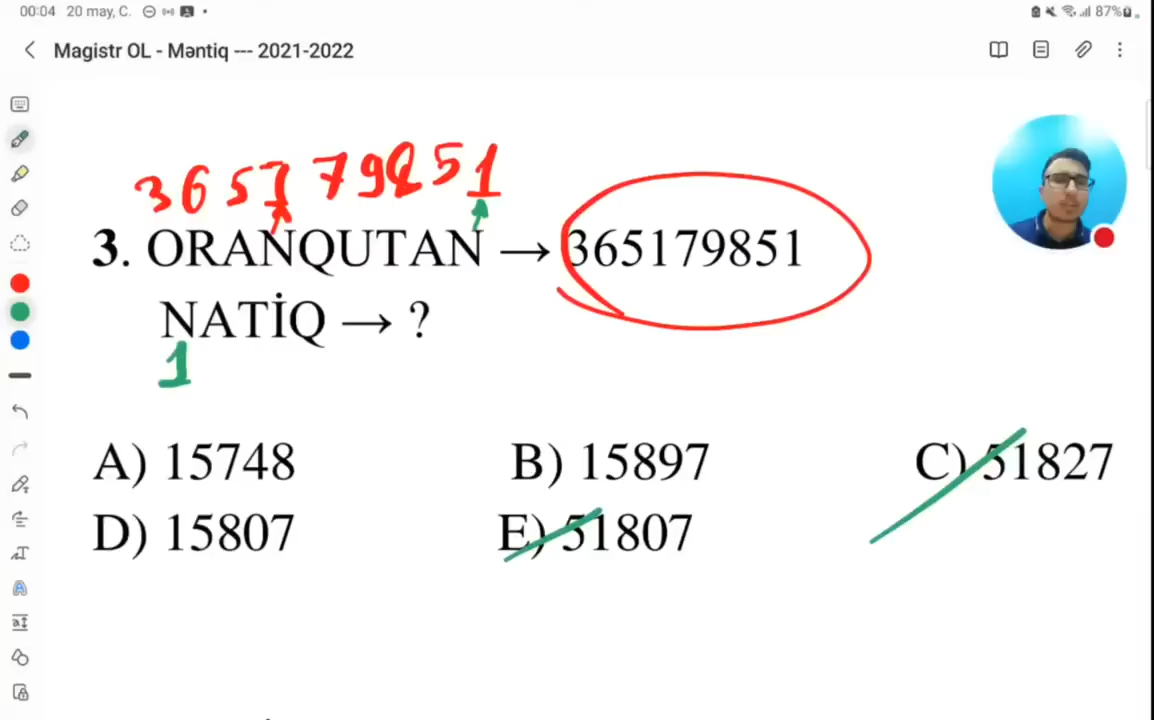 00:04 20 may, C.
87%
Magistr OL - Məntiq --- 2021-2022
365179851
3. ORANQUTAN → 365179851
NATİQ → ?
1
A) 15748 B) 15897 C) 51827
D) 15807 E) 51807